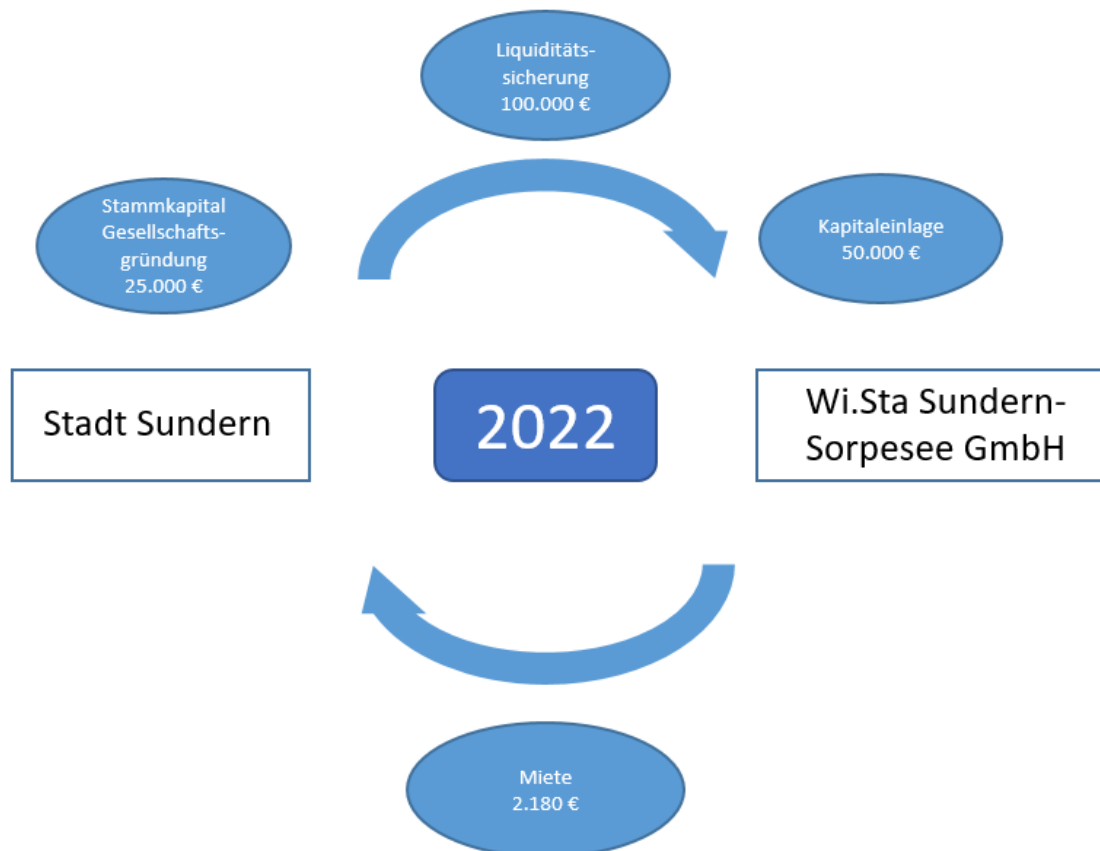 Liquiditäts-
sicherung
100.000 €
Stammkapital
Gesellschafts-
gründung
25.000 €
Kapitaleinlage
50.000 €
Stadt Sundern
2022
Wi.Sta Sundern-
Sorpesee GmbH
Miete
2.180 €